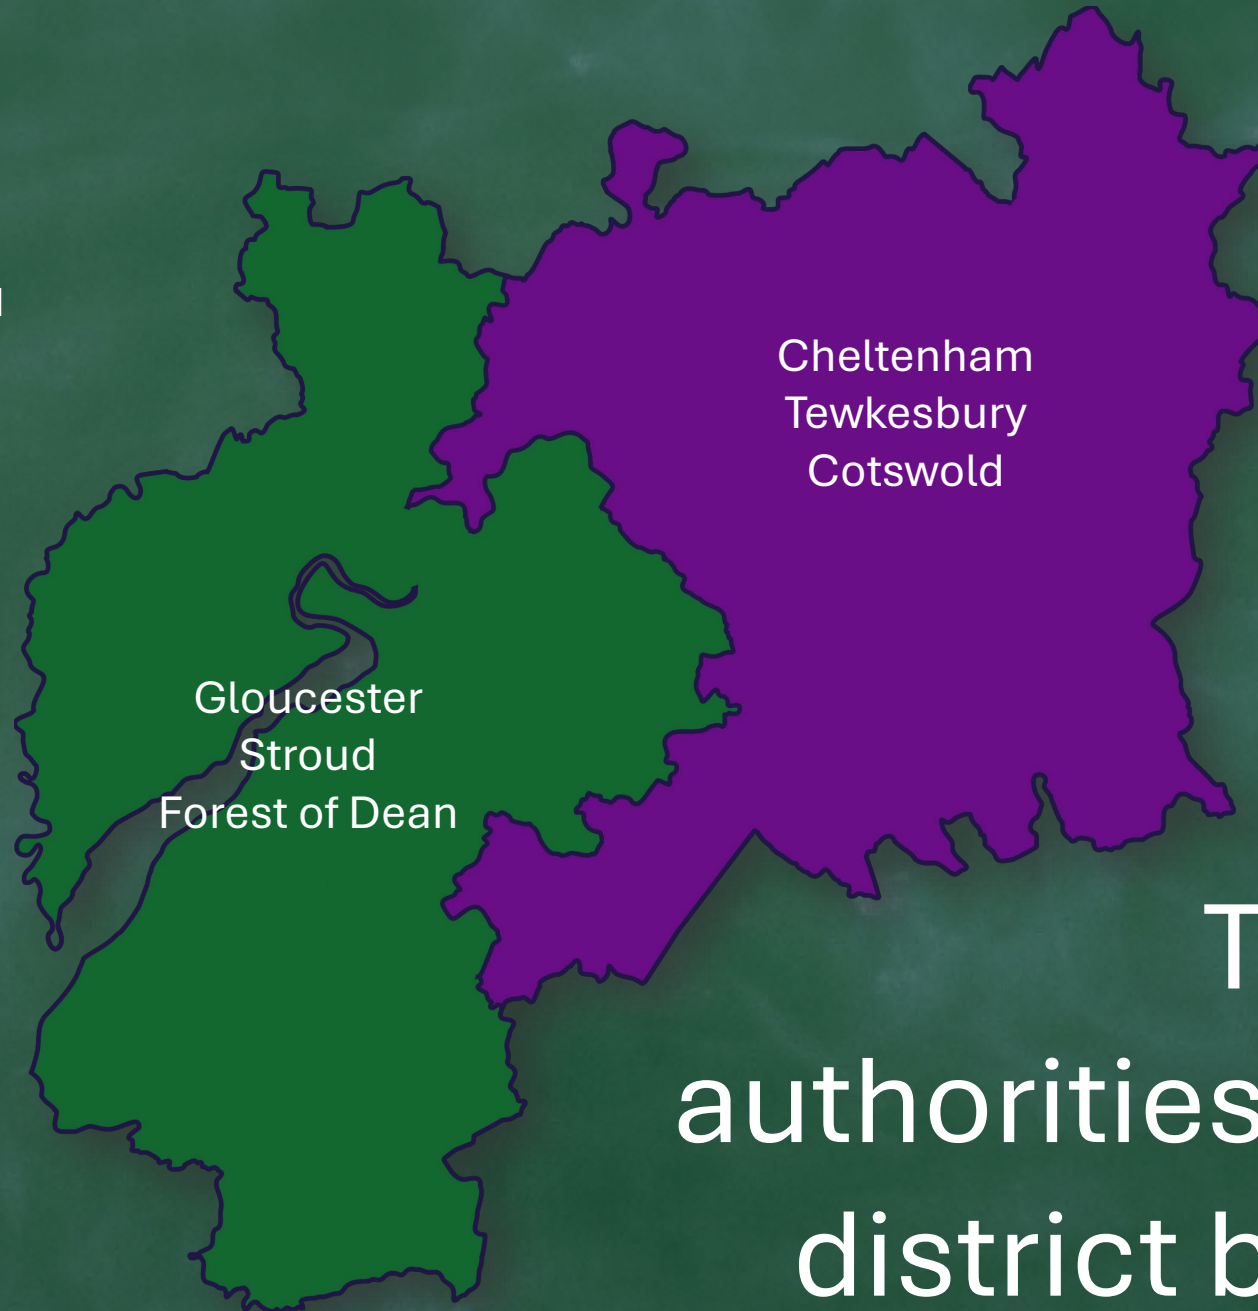 Cheltenham
Tewkesbury
Cotswold
Gloucester
Stroud
Forest of Dean
T
authorities
district b